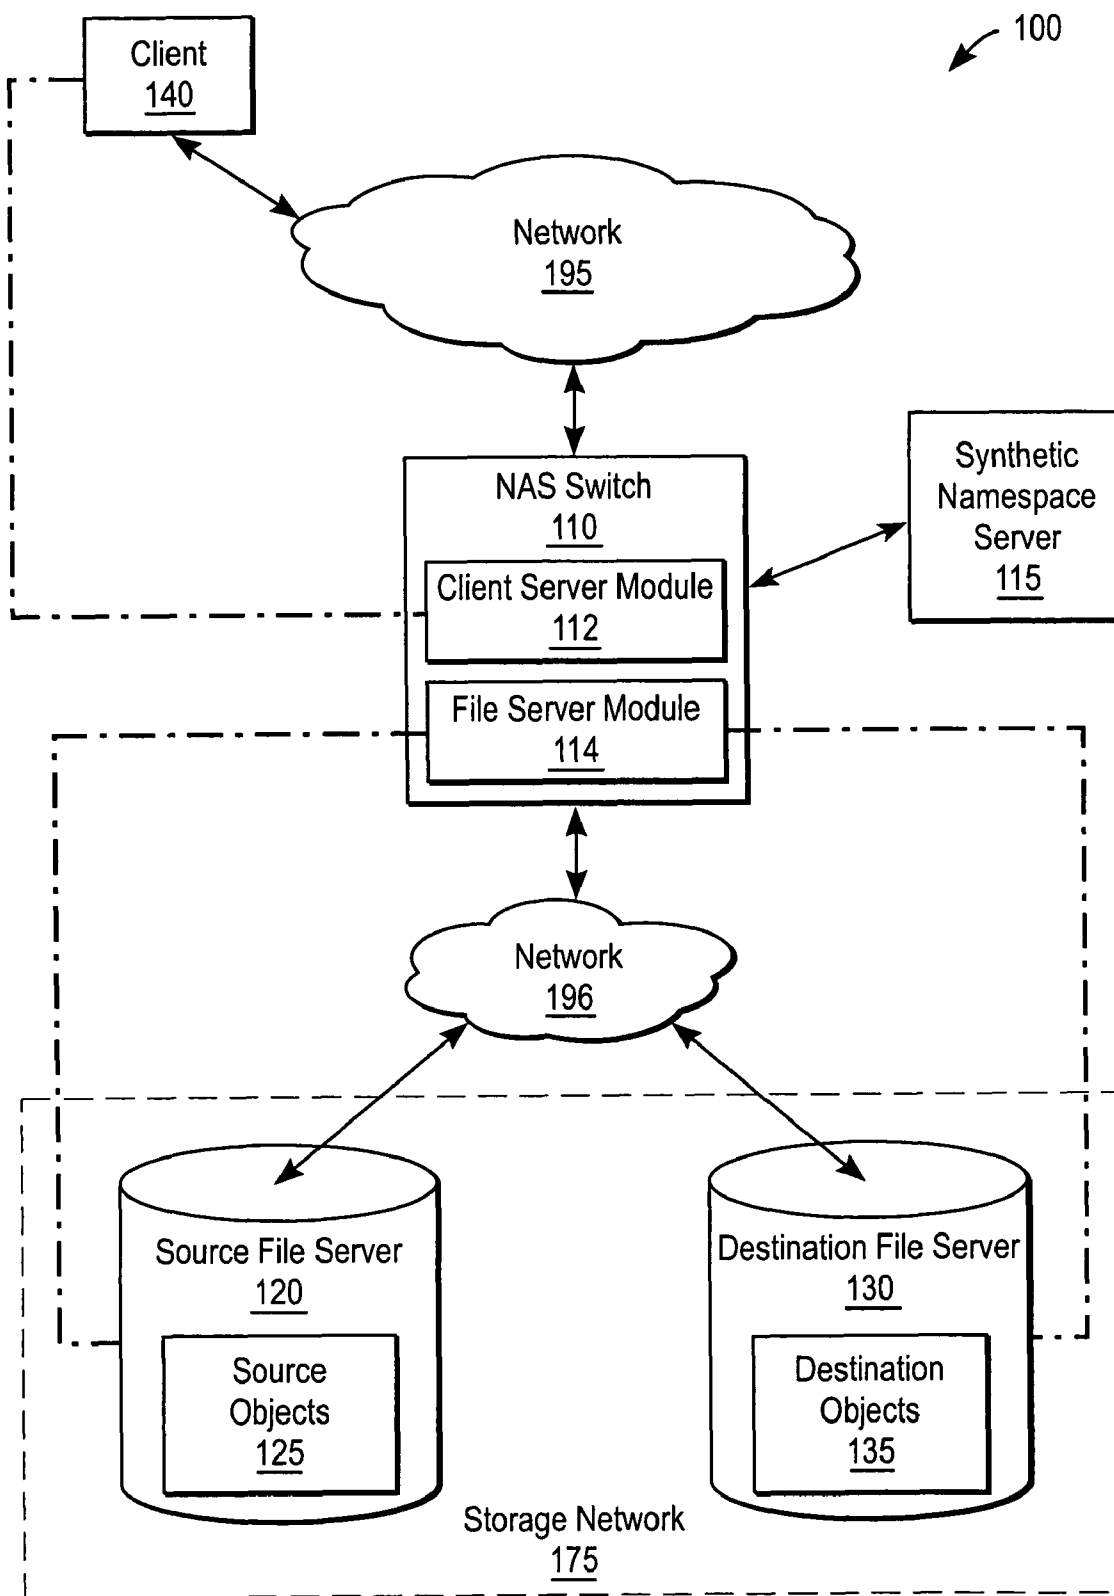 100
Client
140
Network
195
NAS Switch
110
Synthetic
Namespace
Server
115
Client Server Module
112
File Server Module
114
Network
196
Source File Server
120
Destination File Server
130
Source
Objects
125
Destination
Objects
135
Storage Network
175